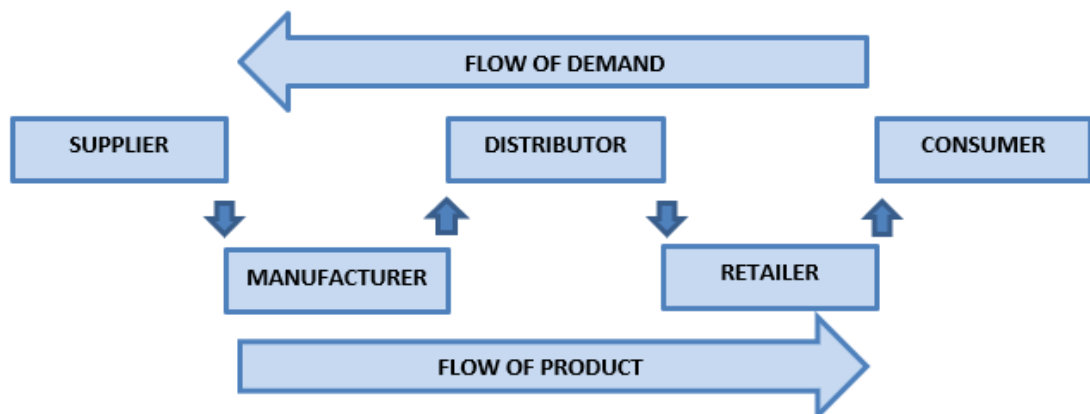 FLOW OF DEMAND
SUPPLIER
DISTRIBUTOR
CONSUMER
MANUFACTURER
RETAILER
FLOW OF PRODUCT